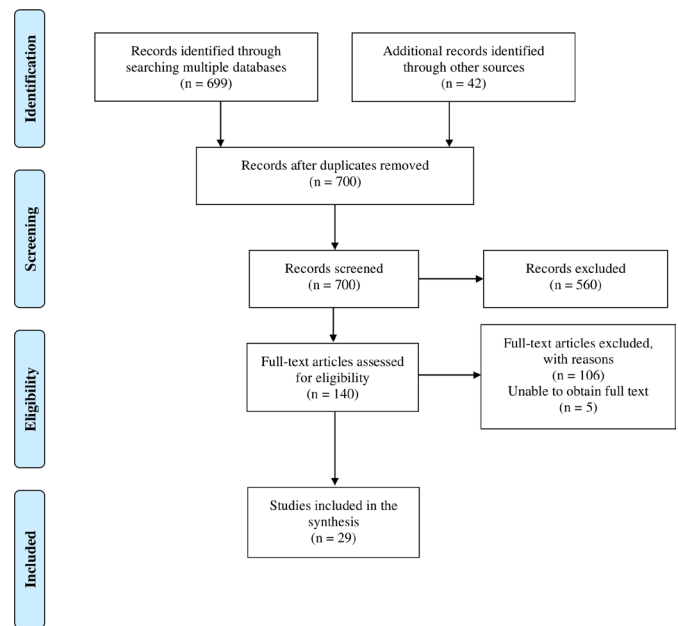 Identification
Records identified through
searching multiple databases
(n = 699)
Additional records identified
through other sources
(n = 42)
Records after duplicates removed
(n = 700)
Screening
Records screened
(n = 700)
Records excluded
(n = 560)
Eligibility
Full-text articles assessed
for eligibility
(n = 140)
Full-text articles excluded,
with reasons
(n = 106)
Unable to obtain full text
(n = 5)
Included
Studies included in the
synthesis
(n = 29)